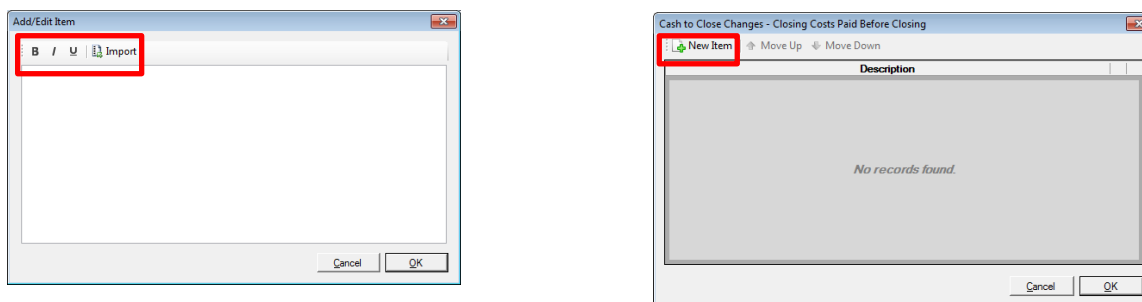 Add/Edit Item
B I U Import
Cancel OK
Cash to Close Changes - Closing Costs Paid Before Closing
New Item Move Up Move Down
Description
No records found.
Cancel OK